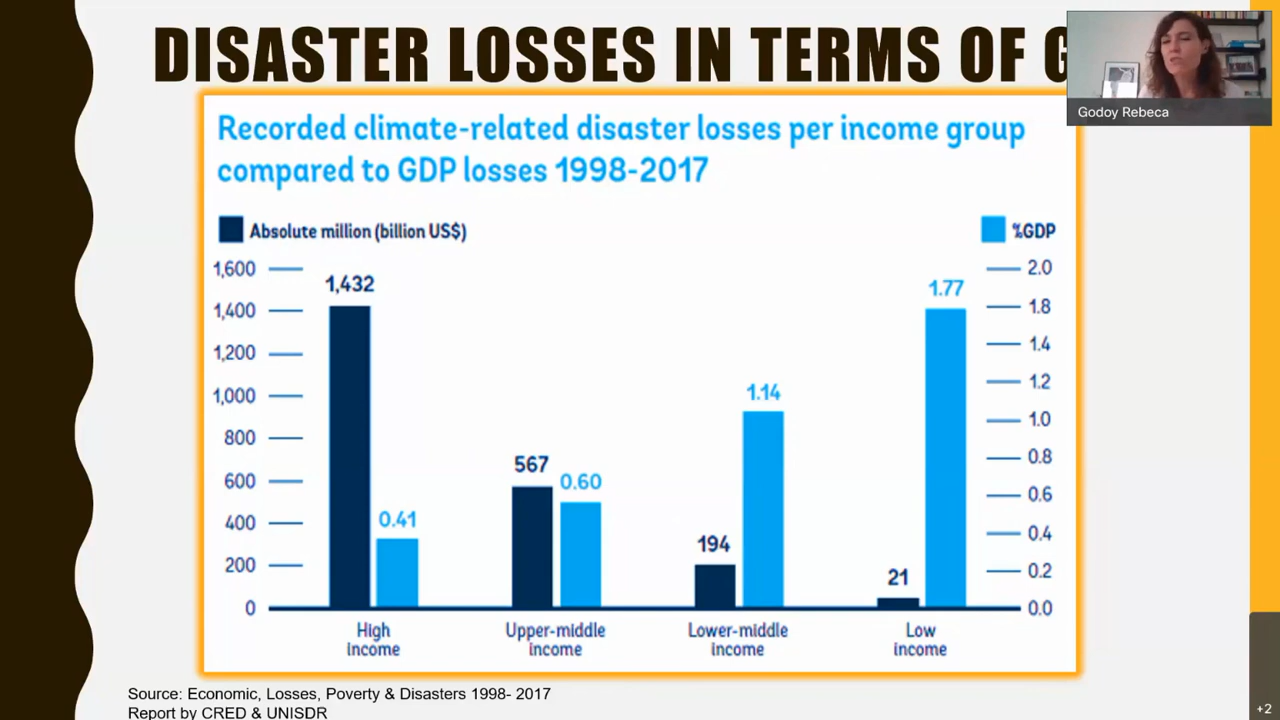 DISASTER LOSSES IN TERMS OF
Godoy Rebeca
Recorded climate-related disaster losses per income group
compared to GDP losses 1998-2017
Absolute million (billion US$)
%GDP
1,600
1,400
1,200
1,000
800
600
400
200
0
1,432
0.41
567
0.60
194
1.14
21
1.77
2.0
1.8
1.4
1.2
1.0
0.8
0.6
0.4
0.2
0.0
High
income
Upper-middle
income
Lower-middle
income
Low
income
Source: Economic, Losses, Poverty & Disasters 1998- 2017
Report by CRED & UNISDR
+2